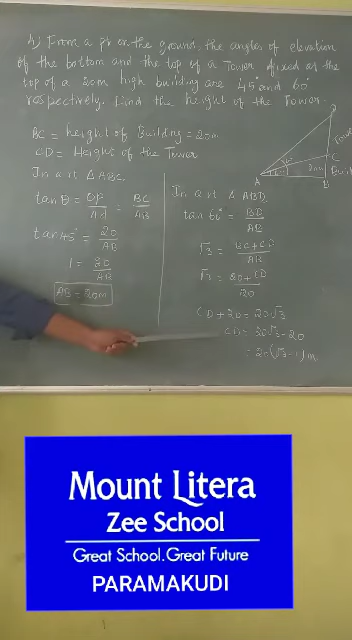 4) From a pt on the ground, the angles of elevation
of the bottom and the top of a Tower fixed at the
top of a 20m high building are 45° and 60°
respectively. Find the height of the Tower.
BC = height of Building = 20m
CD = Height of the Tower
In a rt △ ABC,
tan θ = OP/AD = BC/AB
tan 45° = 20/AB
1 = 20/AB
AB = 20m
In a rt △ ABD,
tan 60° = BD/AB
√3 = BC+CD/AB
√3 = 20+CD/20
CD + 20 = 20√3
CD = 20√3 - 20
= 20(√3-1)m
D
Tower
C
20m
A
B
Mount Litera
Zee School
Great School.Great Future
PARAMAKUDI